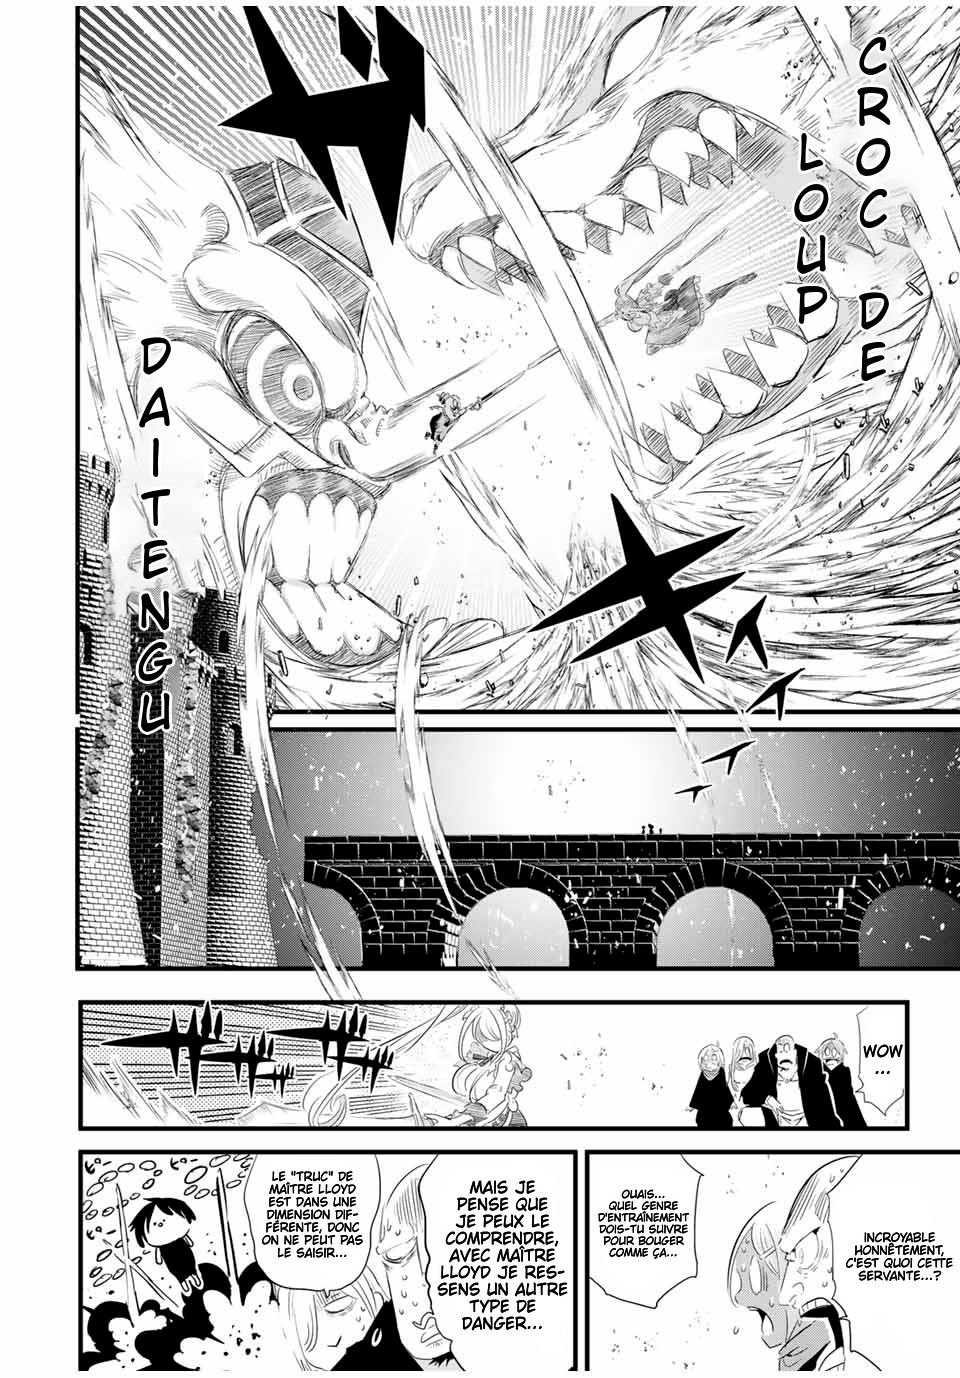 CROC DE
LOUP
DAITENGU
WOW
...
INCROYABLE
HONNÊTEMENT,
C'EST QUOI CETTE
SERVANTE...?
OUAIS...
QUEL GENRE
D'ENTRAÎNEMENT
DOIS-TU SUIVRE
POUR BOUGER
COMME ÇA...
MAIS JE
PENSE QUE
JE PEUX LE
COMPRENDRE,
AVEC MAÎTRE
LLOYD JE RES-
SENS UN AUTRE
TYPE DE
DANGER...
LE "TRUC" DE
MAÎTRE LLOYD
EST DANS UNE
DIMENSION DIF-
FÉRENTE, DONC
ON NE PEUT PAS
LE SAISIR...